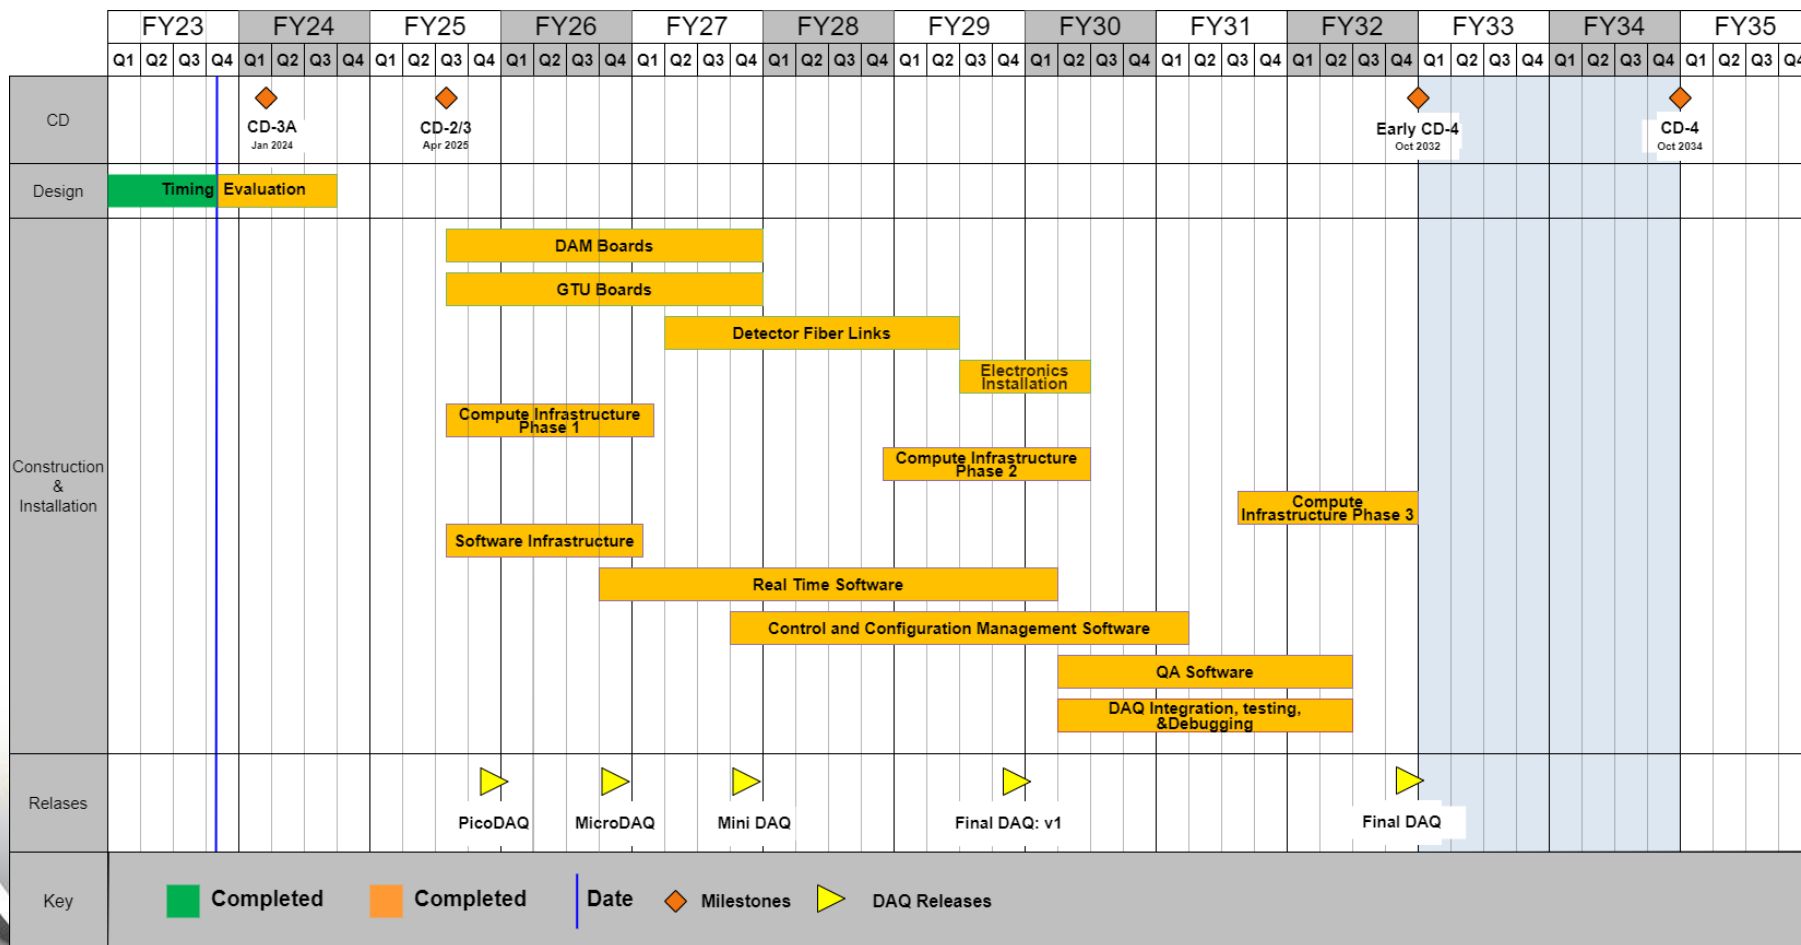 FY23 FY24 FY25 FY26 FY27 FY28 FY29 FY30 FY31 FY32 FY33 FY34 FY35
Q1 Q2 Q3 Q4 Q1 Q2 Q3 Q4 Q1 Q2 Q3 Q4 Q1 Q2 Q3 Q4 Q1 Q2 Q3 Q4 Q1 Q2 Q3 Q4 Q1 Q2 Q3 Q4 Q1 Q2 Q3 Q4 Q1 Q2 Q3 Q4 Q1 Q2 Q3 Q4 Q1 Q2 Q3 Q4 Q1 Q2 Q3 Q4 Q1 Q2 Q3 Q4
CD
CD-3A
Jan 2024
CD-2/3
Apr 2025
Early CD-4
Oct 2032
CD-4
Oct 2034
Design
Timing Evaluation
Construction
&
Installation
DAM Boards
GTU Boards
Detector Fiber Links
Electronics
Installation
Compute Infrastructure
Phase 1
Compute Infrastructure
Phase 2
Compute
Infrastructure Phase 3
Software Infrastructure
Real Time Software
Control and Configuration Management Software
QA Software
DAQ Integration, testing,
&Debugging
Relases
PicoDAQ
MicroDAQ
Mini DAQ
Final DAQ: v1
Final DAQ
Key
Completed
Completed
Date
Milestones
DAQ Releases